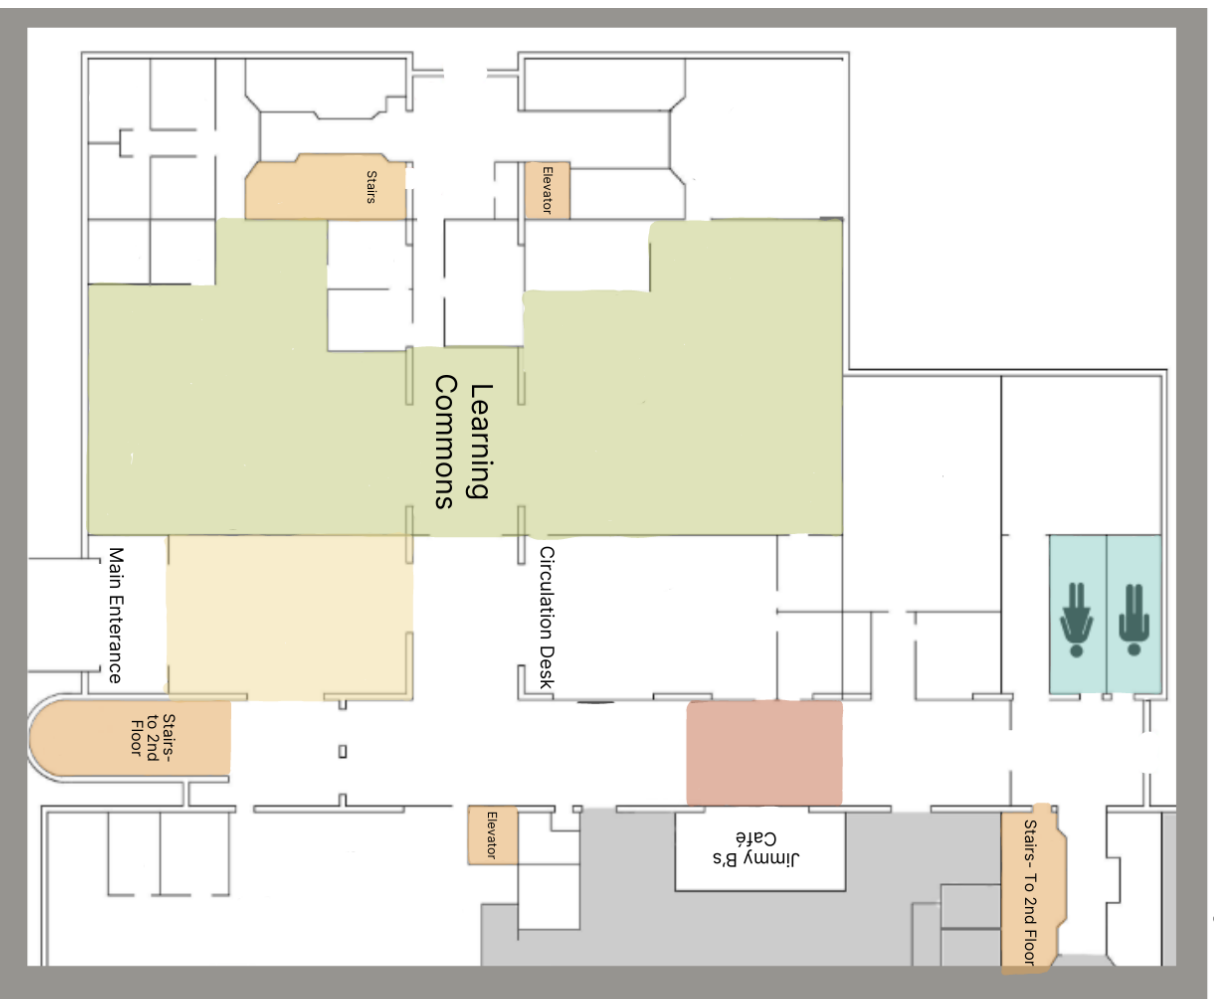 Stairs
Elevator
Learning
Commons
Main Enterance
Circulation Desk
Stairs-
to 2nd
Floor
Elevator
Jimmy B's
Café
Stairs- To 2nd Floor